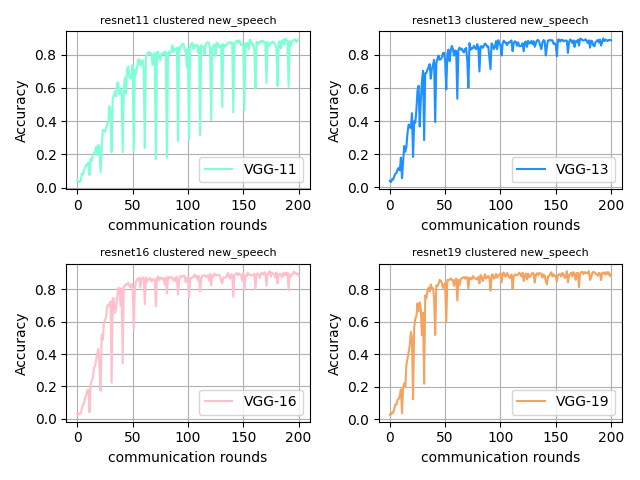 resnet11 clustered new_speech
0.8
0.6
0.4
0.2
0.0
Accuracy
VGG-11
0 50 100 150 200
communication rounds
resnet13 clustered new_speech
0.8
0.6
0.4
0.2
0.0
Accuracy
VGG-13
0 50 100 150 200
communication rounds
resnet16 clustered new_speech
0.8
0.6
0.4
0.2
0.0
Accuracy
VGG-16
0 50 100 150 200
communication rounds
resnet19 clustered new_speech
0.8
0.6
0.4
0.2
0.0
Accuracy
VGG-19
0 50 100 150 200
communication rounds